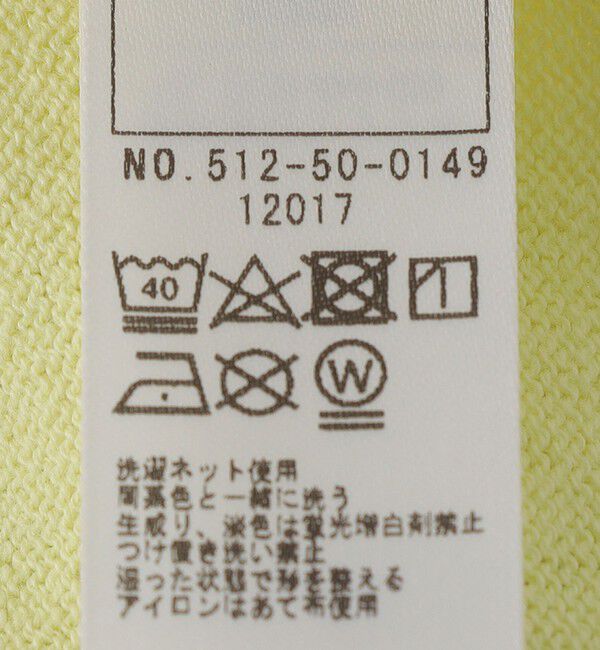 NO.512-50-0149
12017
40
W
洗濯ネット使用
同系色と一緒に洗う
生成り、淡色は蛍光増白剤禁止
つけ置き洗い禁止
湿った状態で形を整える
アイロンはあて布使用